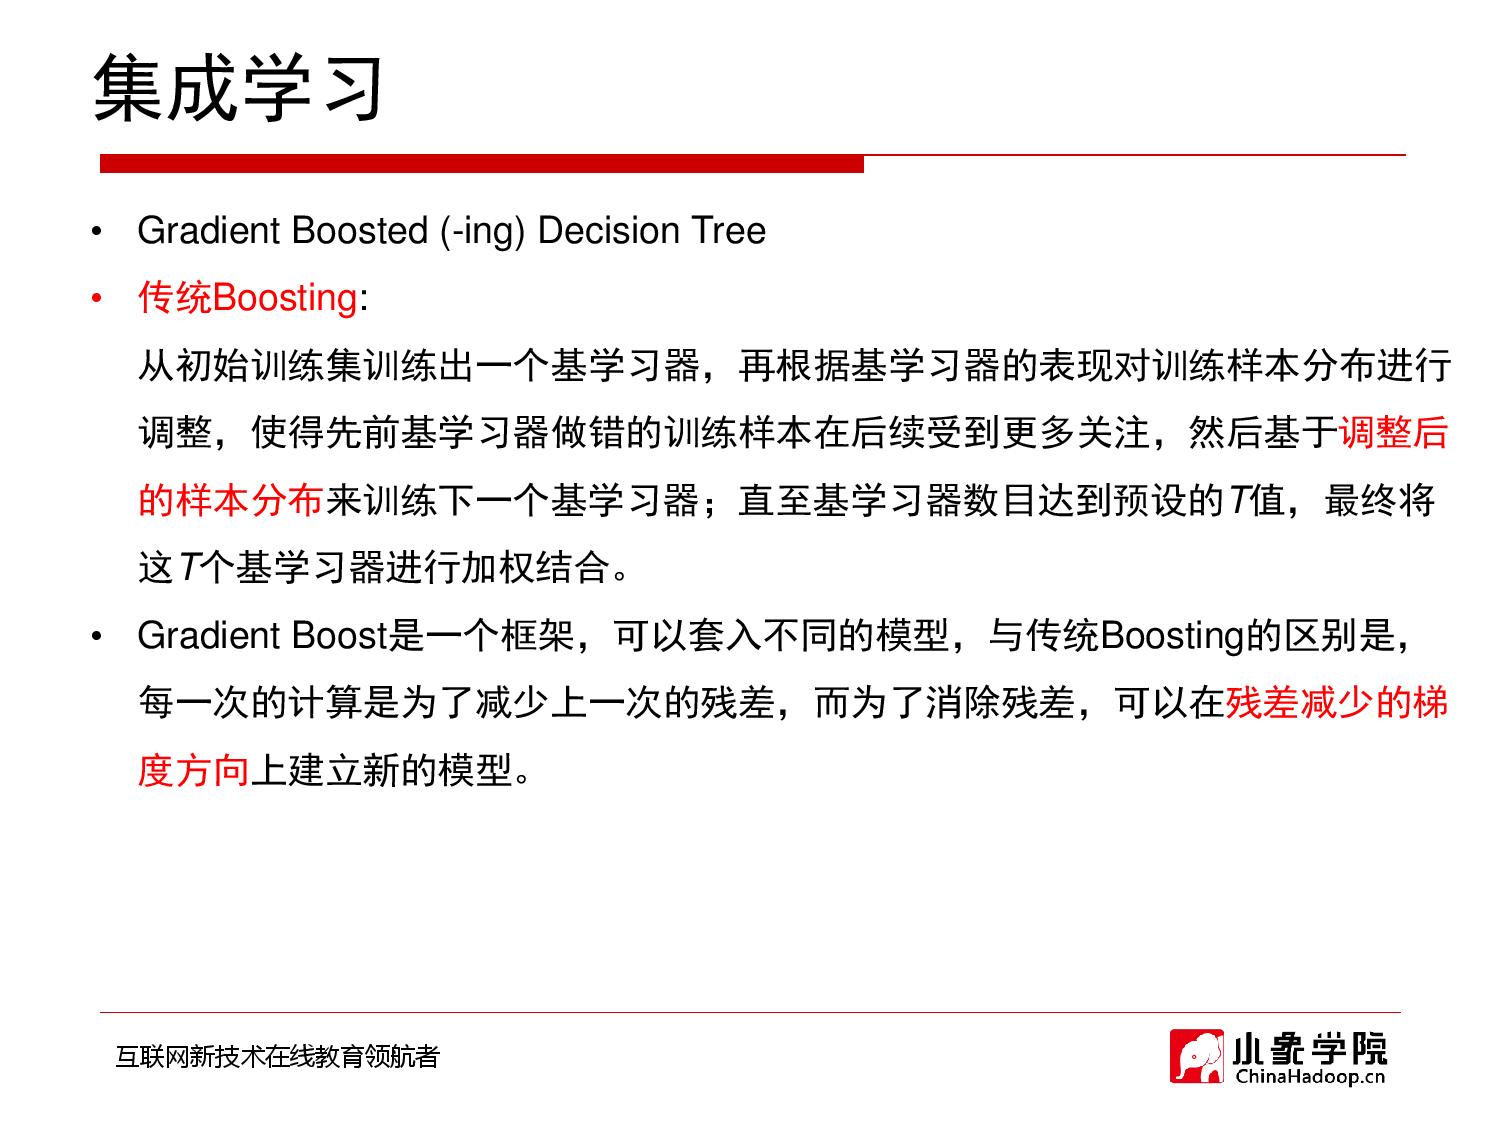 集成学习
• Gradient Boosted (-ing) Decision Tree
• 传统Boosting:
从初始训练集训练出一个基学习器，再根据基学习器的表现对训练样本分布进行
调整，使得先前基学习器做错的训练样本在后续受到更多关注，然后基于调整后
的样本分布来训练下一个基学习器；直至基学习器数目达到预设的T值，最终将
这T个基学习器进行加权结合。
• Gradient Boost是一个框架，可以套入不同的模型，与传统Boosting的区别是，
每一次的计算是为了减少上一次的残差，而为了消除残差，可以在残差减少的梯
度方向上建立新的模型。
互联网新技术在线教育领航者
小象学院
ChinaHadoop.cn